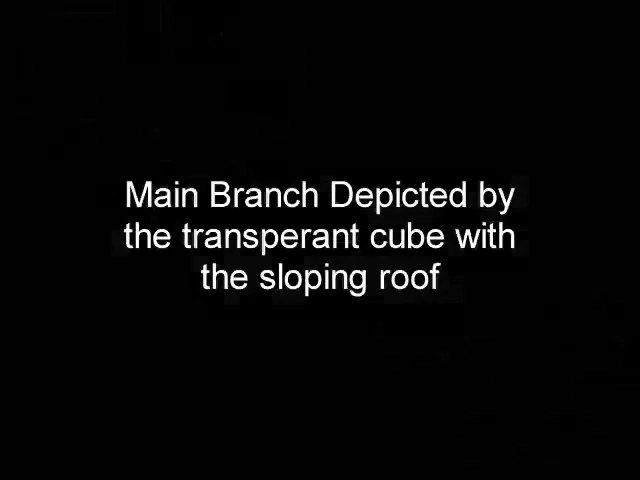 Main Branch Depicted by
the transperant cube with
the sloping roof